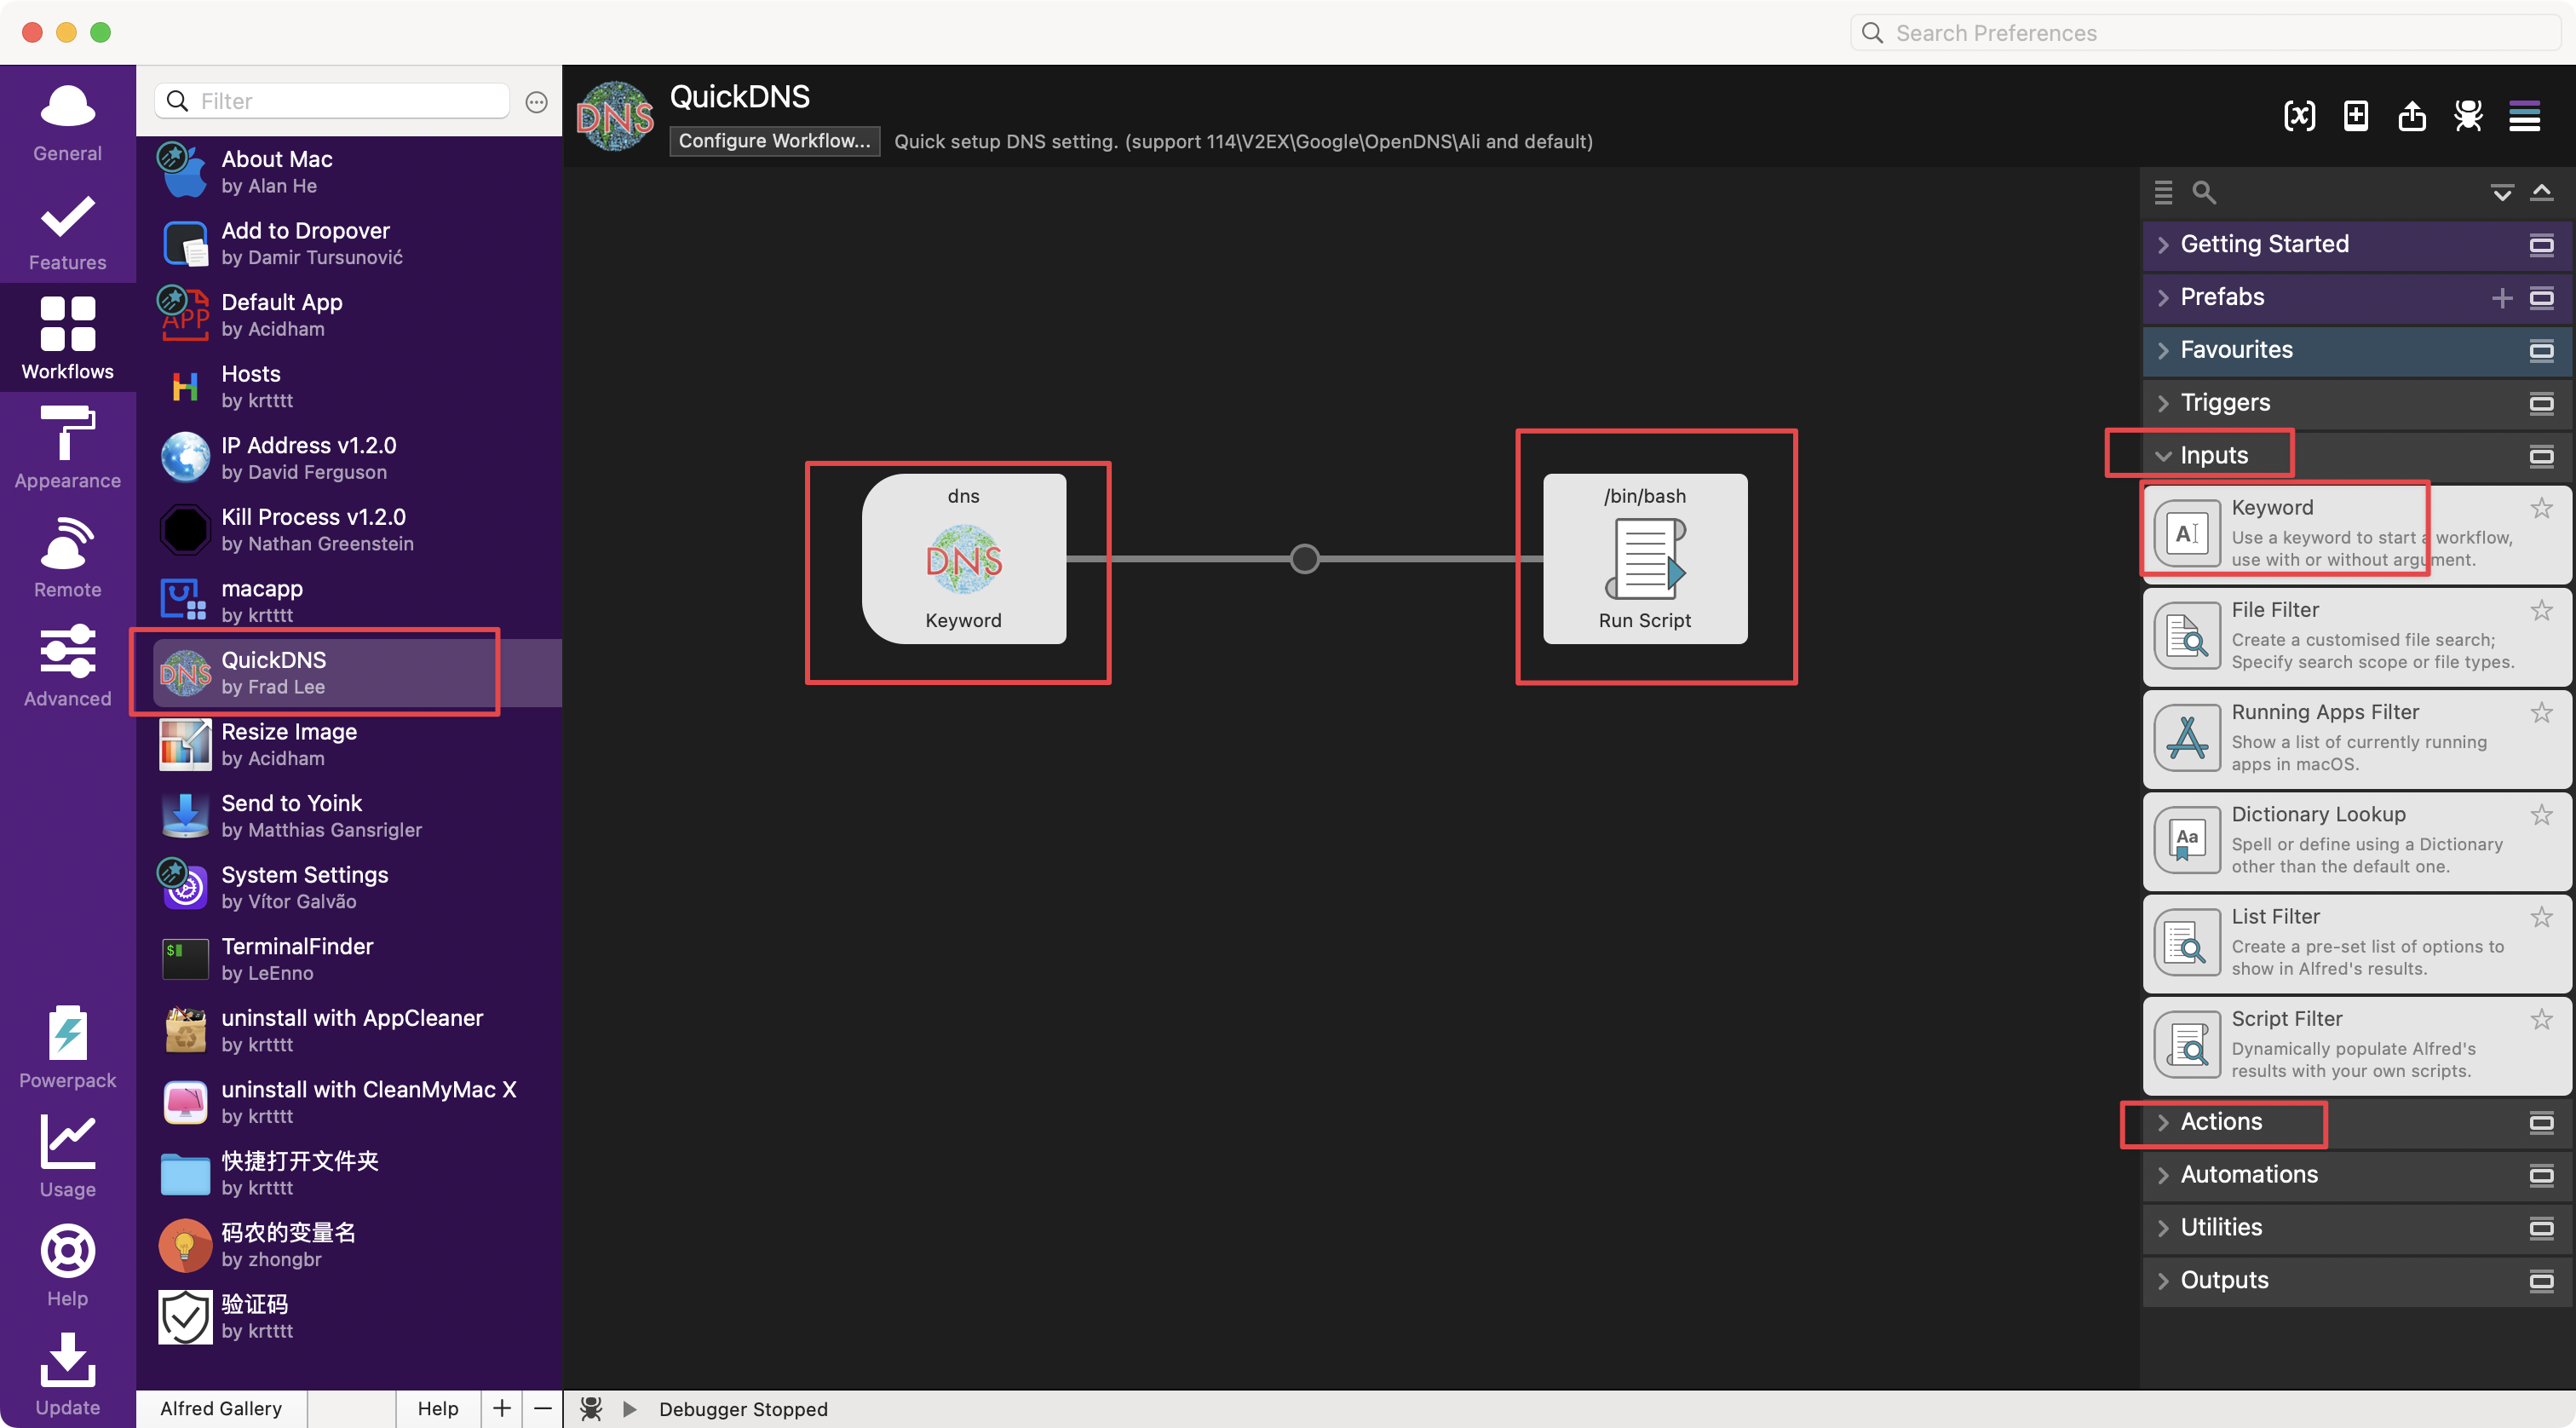 Search Preferences
General
Features
Workflows
Appearance
Remote
Advanced
Powerpack
Usage
Help
Update
Filter
About Mac
by Alan He
Add to Dropover
by Damir Tursunović
APP
Default App
by Acidham
H
Hosts
by krtttt
IP Address v1.2.0
by David Ferguson
Kill Process v1.2.0
by Nathan Greenstein
macapp
by krtttt
DNS
QuickDNS
by Frad Lee
Resize Image
by Acidham
Send to Yoink
by Matthias Gansrigler
System Settings
by Vítor Galvão
$
TerminalFinder
by LeEnno
uninstall with AppCleaner
by krtttt
uninstall with CleanMyMac X
by krtttt
快捷打开文件夹
by krtttt
码农的变量名
by zhongbr
验证码
by krtttt
Alfred Gallery
Help
DNS
QuickDNS
Configure Workflow...
Quick setup DNS setting. (support 114\V2EX\Google\OpenDNS\Ali and default)
dns
DNS
Keyword
/bin/bash
Run Script
Debugger Stopped
Getting Started
Prefabs
Favourites
Triggers
Inputs
A
Keyword
Use a keyword to start a workflow,
use with or without argument.
File Filter
Create a customised file search;
Specify search scope or file types.
Running Apps Filter
Show a list of currently running
apps in macOS.
Aa
Dictionary Lookup
Spell or define using a Dictionary
other than the default one.
List Filter
Create a pre-set list of options to
show in Alfred's results.
Script Filter
Dynamically populate Alfred's
results with your own scripts.
Actions
Automations
Utilities
Outputs